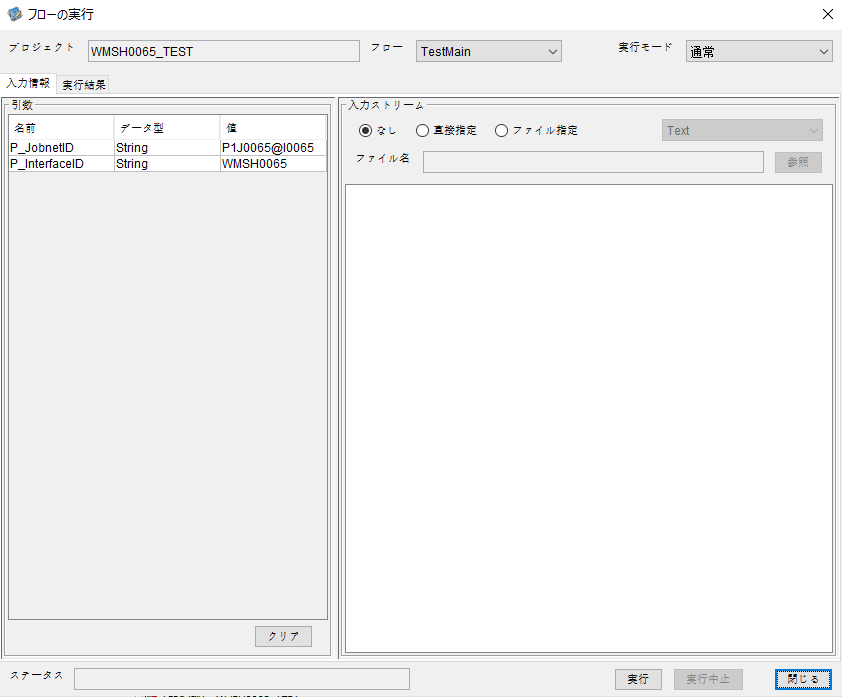 フローの実行
プロジェクト WMSH0065_TEST フロー TestMain 実行モード 通常
入力情報 実行結果
引数
名前 データ型 値
P_JobnetID String P1J0065@I0065
P_InterfaceID String WMSH0065
クリア
入力ストリーム
なし 直接指定 ファイル指定 Text
ファイル名 参照
ステータス 実行 実行中止 閉じる